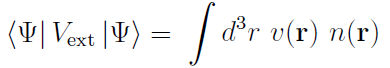 ⟨Ψ| V_ext |Ψ⟩ = ∫ d³r v(r) n(r)